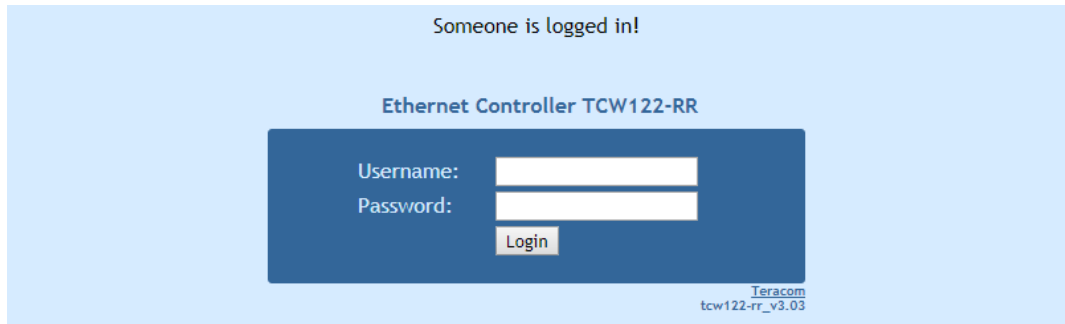 Someone is logged in!
Ethernet Controller TCW122-RR
Username:
Password:
Login
Teracom
tcw122-rr_v3.03